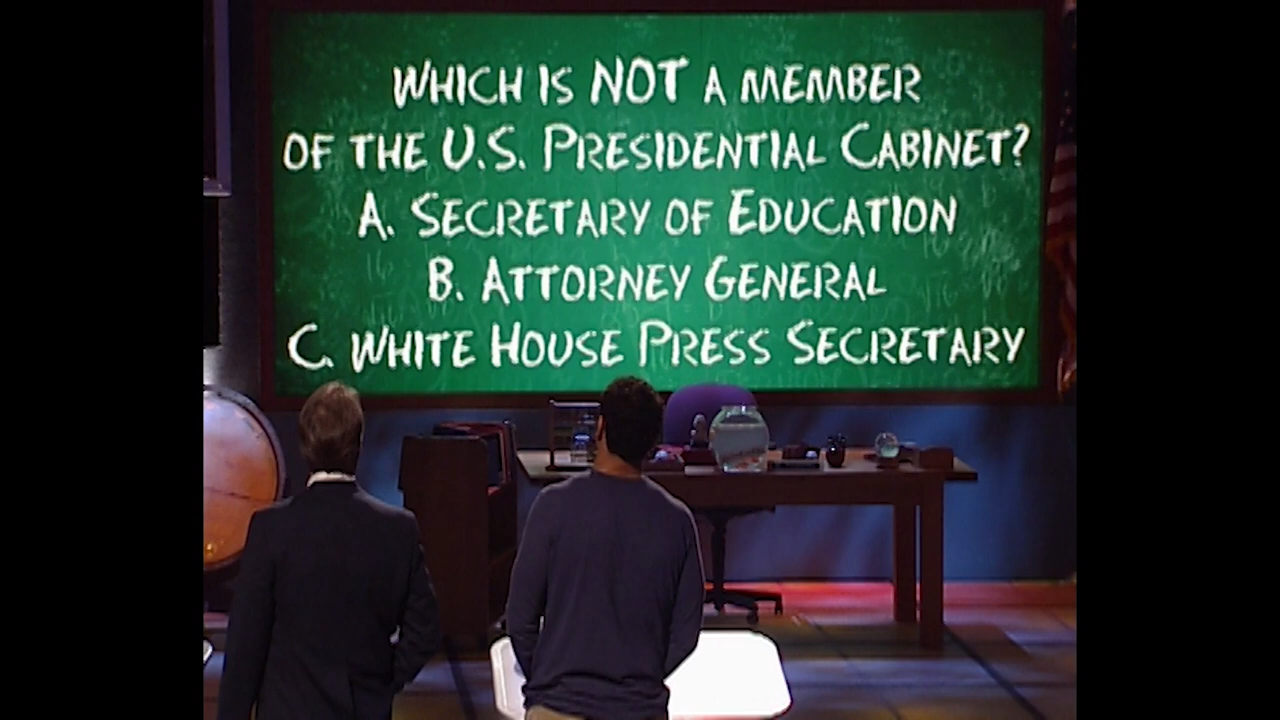 WHICH IS NOT A MEMBER
OF THE U.S. PRESIDENTIAL CABINET?
A. SECRETARY OF EDUCATION
B. ATTORNEY GENERAL
C. WHITE HOUSE PRESS SECRETARY